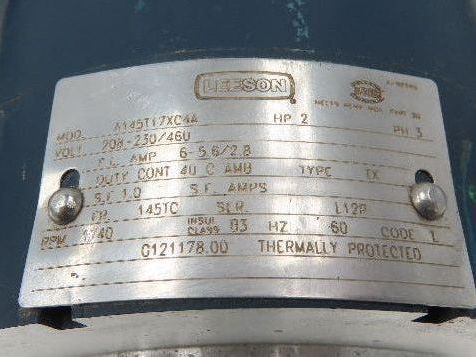 LEESON
MOD. A145T17XC4A HP 2
VOLT 208-230/460 PH 3
F.L. AMP 6-5.6/2.8
DUTY CONT 40 C AMB TYPE TX
S.F. 1.0 S.F. AMPS
FR. 145TC SER. L12P
RPM 1740 INSUL CLASS B3 HZ 60 CODE L
G121178.00 THERMALLY PROTECTED